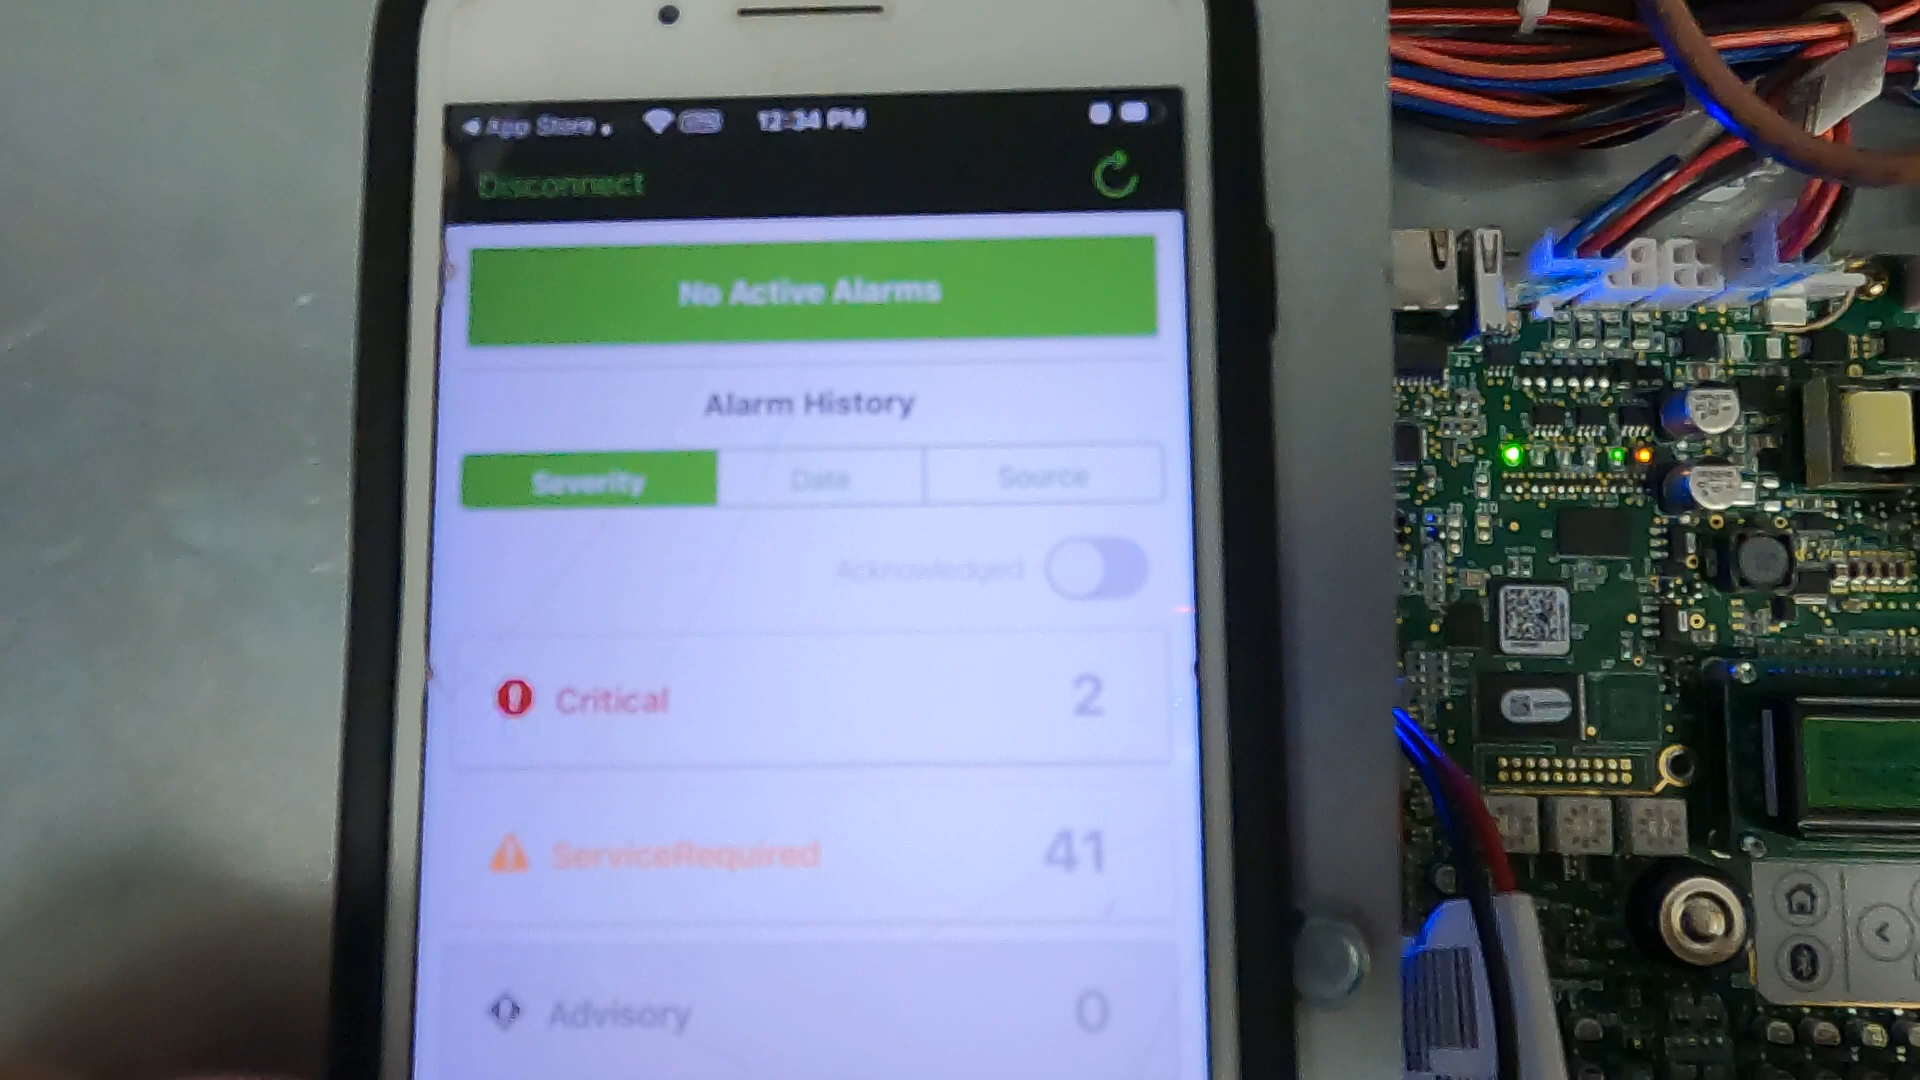 App Store
12:34 PM
Disconnect
No Active Alarms
Alarm History
Severity Date Source
Acknowledged
Critical 2
ServiceRequired 41
Advisory 0